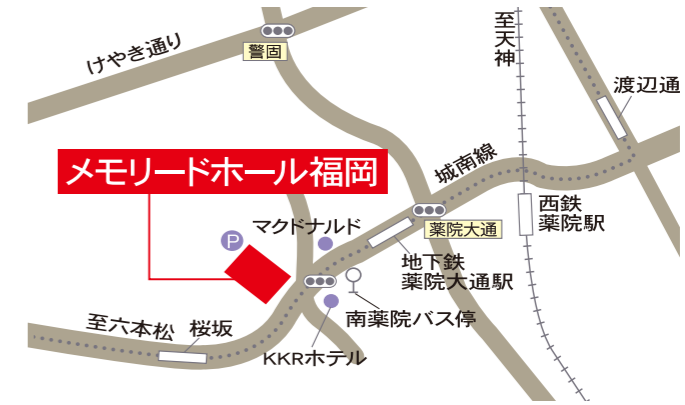 けやき通り
警固
至天神
渡辺通
メモリードホール福岡
城南線
P
マクドナルド
薬院大通
西鉄
薬院駅
地下鉄
薬院大通駅
南薬院バス停
至六本松
桜坂
KKRホテル